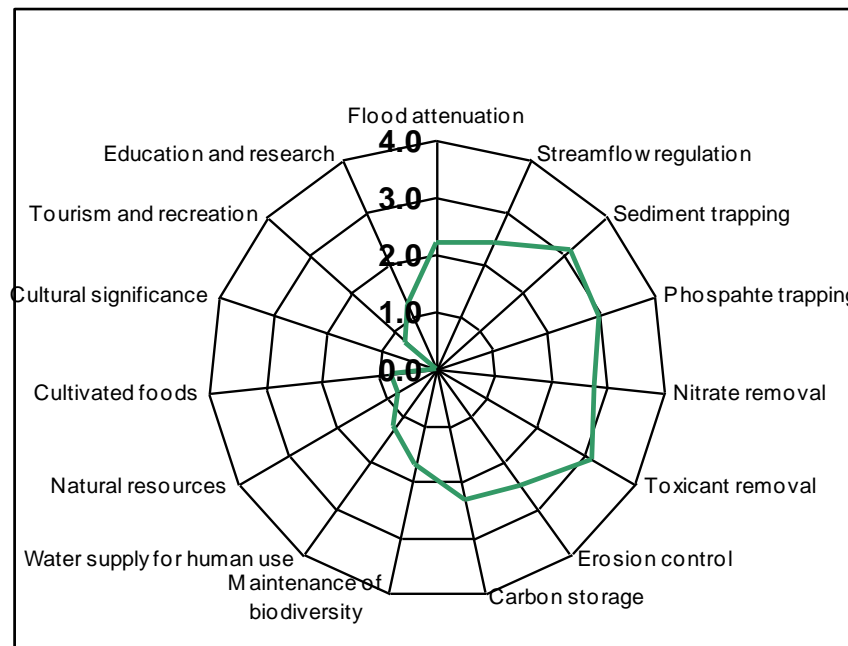 Flood attenuation
4.0
Education and research
Streamflow regulation
3.0
Tourism and recreation
Sediment trapping
2.0
Cultural significance
1.0
Phospahte trapping
0.0
Cultivated foods
Nitrate removal
Natural resources
Toxicant removal
Water supply for human use
Erosion control
Maintenance of
biodiversity
Carbon storage